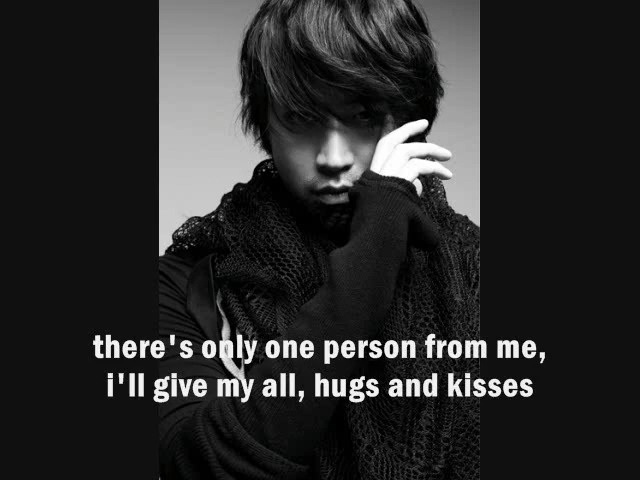 there's only one person from me,
i'll give my all, hugs and kisses